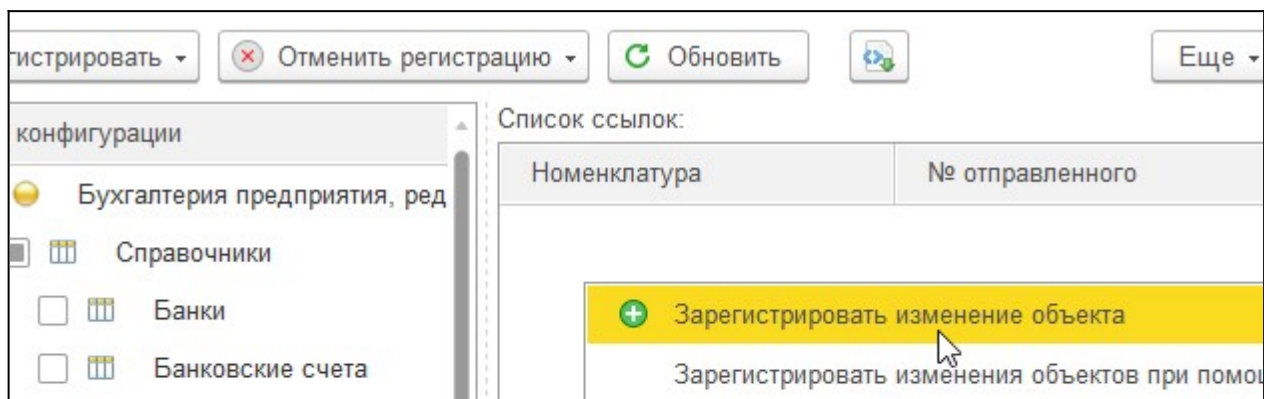 гистрировать Отменить регистрацию Обновить Еще
конфигурации
Список ссылок:
Номенклатура № отправленного
Бухгалтерия предприятия, ред
Справочники
Банки
Зарегистрировать изменение объекта
Банковские счета
Зарегистрировать изменения объектов при помощ